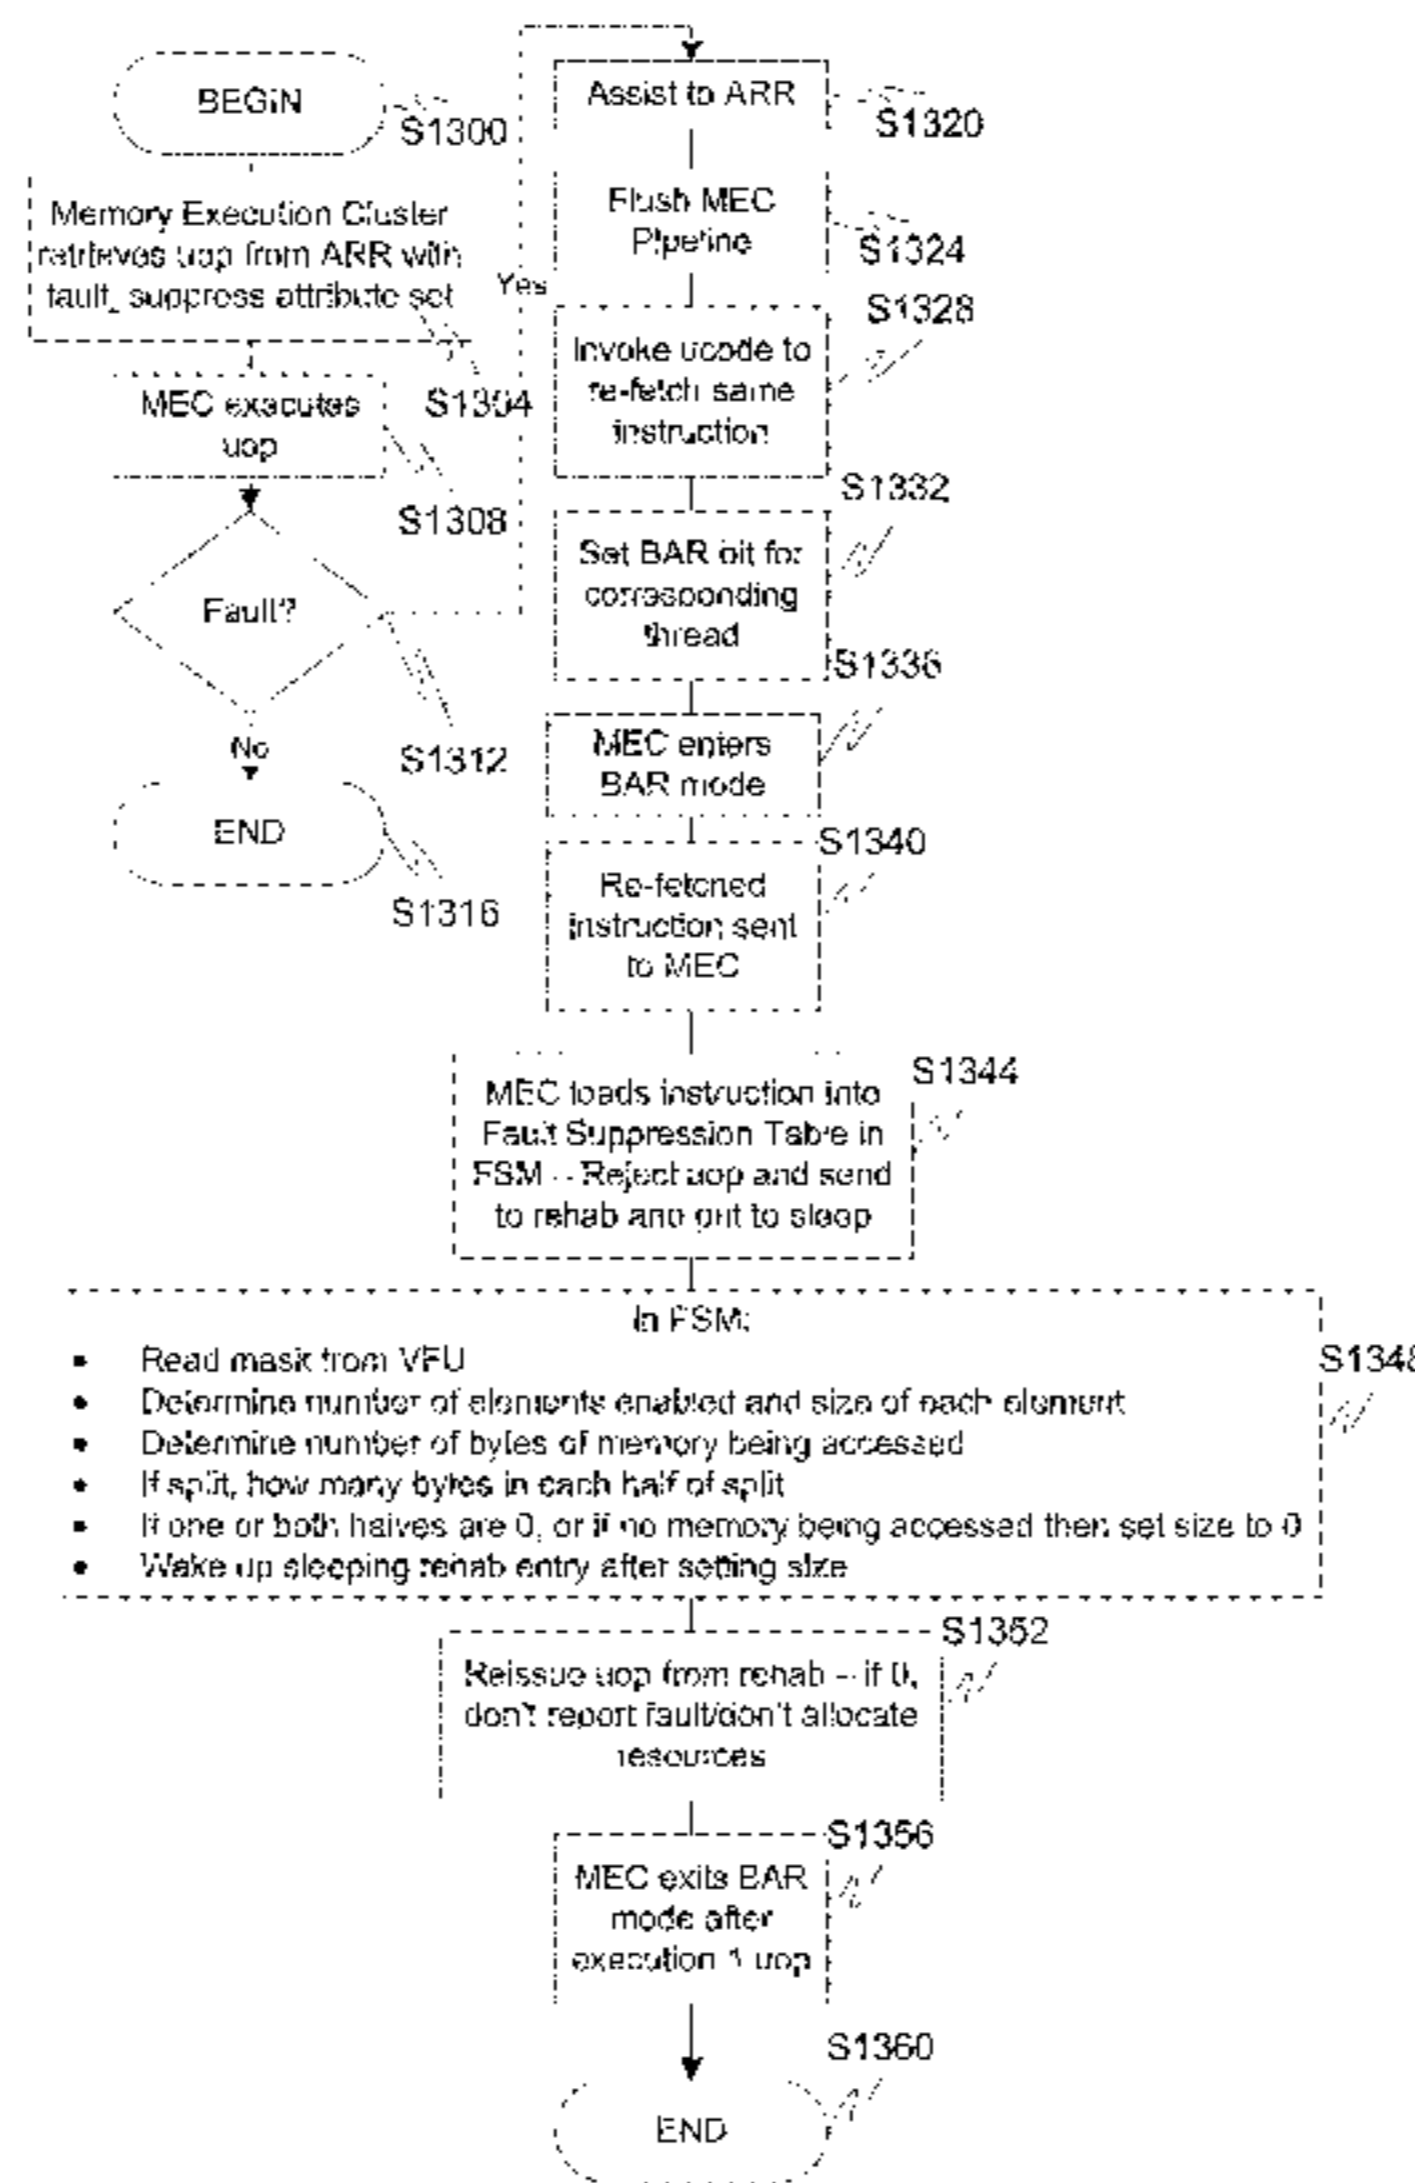 BEGIN
S1300
Memory Execution Cluster
retrieves uop from ARR with
fault_suppress attribute set
S1304
MEC executes
uop
S1308
Fault?
Yes
S1312
No
END
S1316
Assist to ARR
S1320
Flush MEC
Pipeline
S1324
Invoke ucode to
re-fetch same
instruction
S1328
Set BAR bit for
corresponding
thread
S1332
MEC enters
BAR mode
S1336
Re-fetched
instruction sent
to MEC
S1340
MEC loads instruction into
Fault Suppression Table in
FSM -- Reject uop and send
to rehab and put to sleep
S1344
In FSM:
• Read mask from VFU
• Determine number of elements enabled and size of each element
• Determine number of bytes of memory being accessed
• If split, how many bytes in each half of split
• If one or both halves are 0, or if no memory being accessed then set size to 0
• Wake up sleeping rehab entry after setting size
S1348
Reissue uop from rehab -- if 0,
don't report fault/don't allocate
resources
S1352
MEC exits BAR
mode after
execution 1 uop
S1356
END
S1360